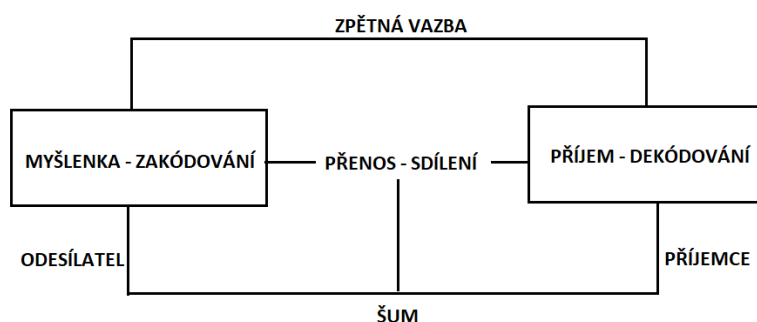 ZPĚTNÁ VAZBA
MYŠLENKA - ZAKÓDOVÁNÍ
PŘENOS - SDÍLENÍ
PŘÍJEM - DEKÓDOVÁNÍ
ODESÍLATEL
PŘÍJEMCE
ŠUM